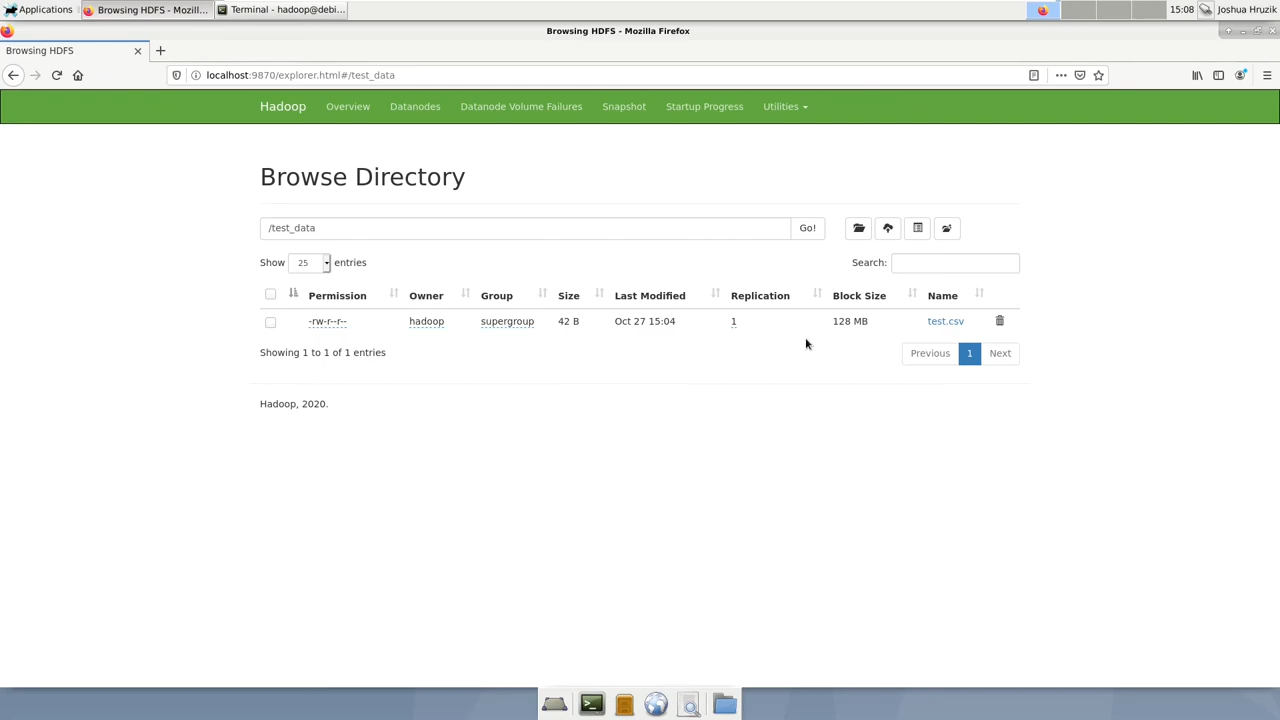 Applications Browsing HDFS - Mozill... Terminal - hadoop@debi... 15:08 Joshua Hruzik
Browsing HDFS - Mozilla Firefox
Browsing HDFS
localhost:9870/explorer.html#/test_data
Hadoop Overview Datanodes Datanode Volume Failures Snapshot Startup Progress Utilities
Browse Directory
/test_data Go!
Show 25 entries Search:
Permission Owner Group Size Last Modified Replication Block Size Name
-rw-r--r-- hadoop supergroup 42 B Oct 27 15:04 1 128 MB test.csv
Showing 1 to 1 of 1 entries Previous 1 Next
Hadoop, 2020.